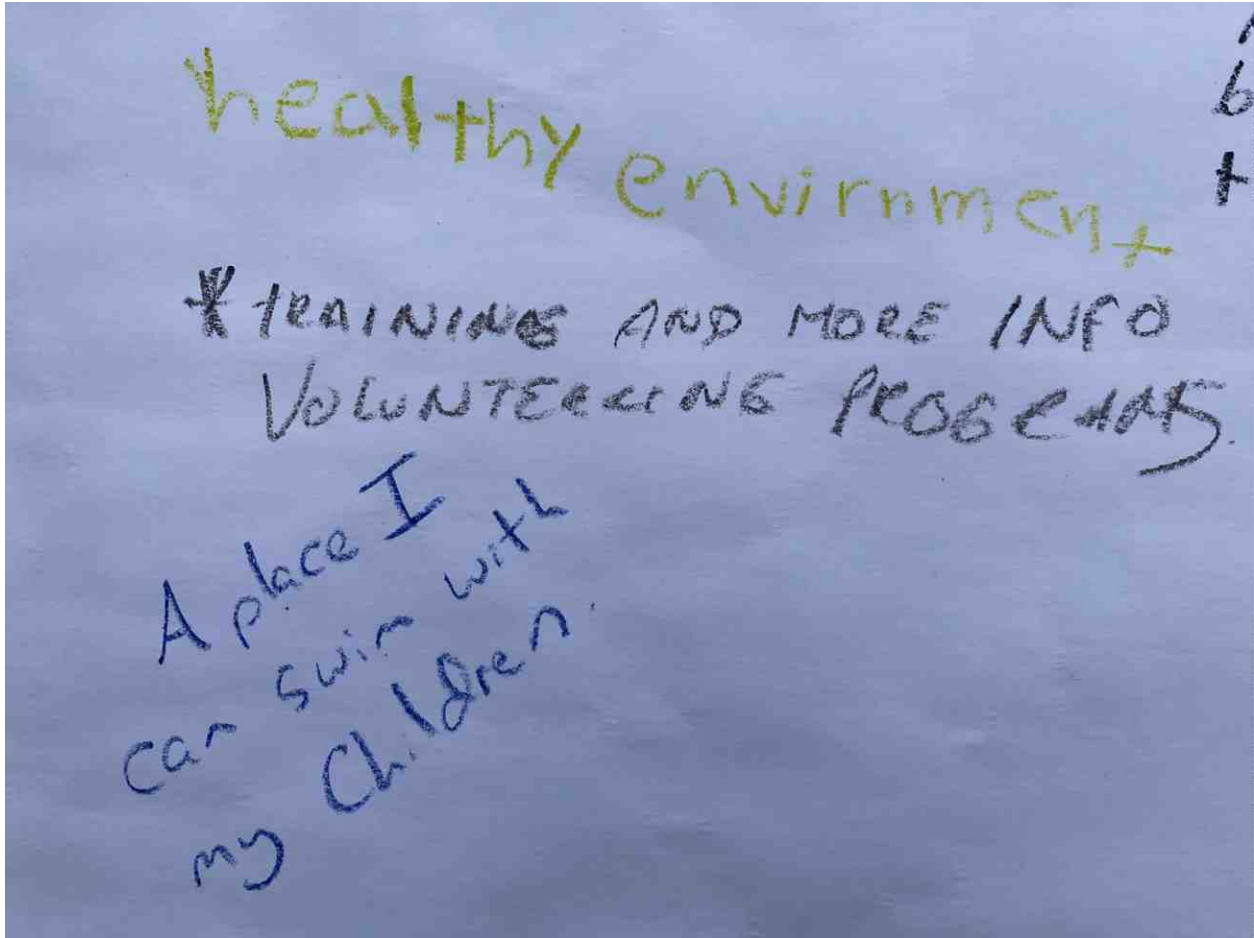 healthy envirnment
* TRAINING AND MORE INFO
VOLUNTEERING PROGRAMS.
A place I
can swim with
my Children.